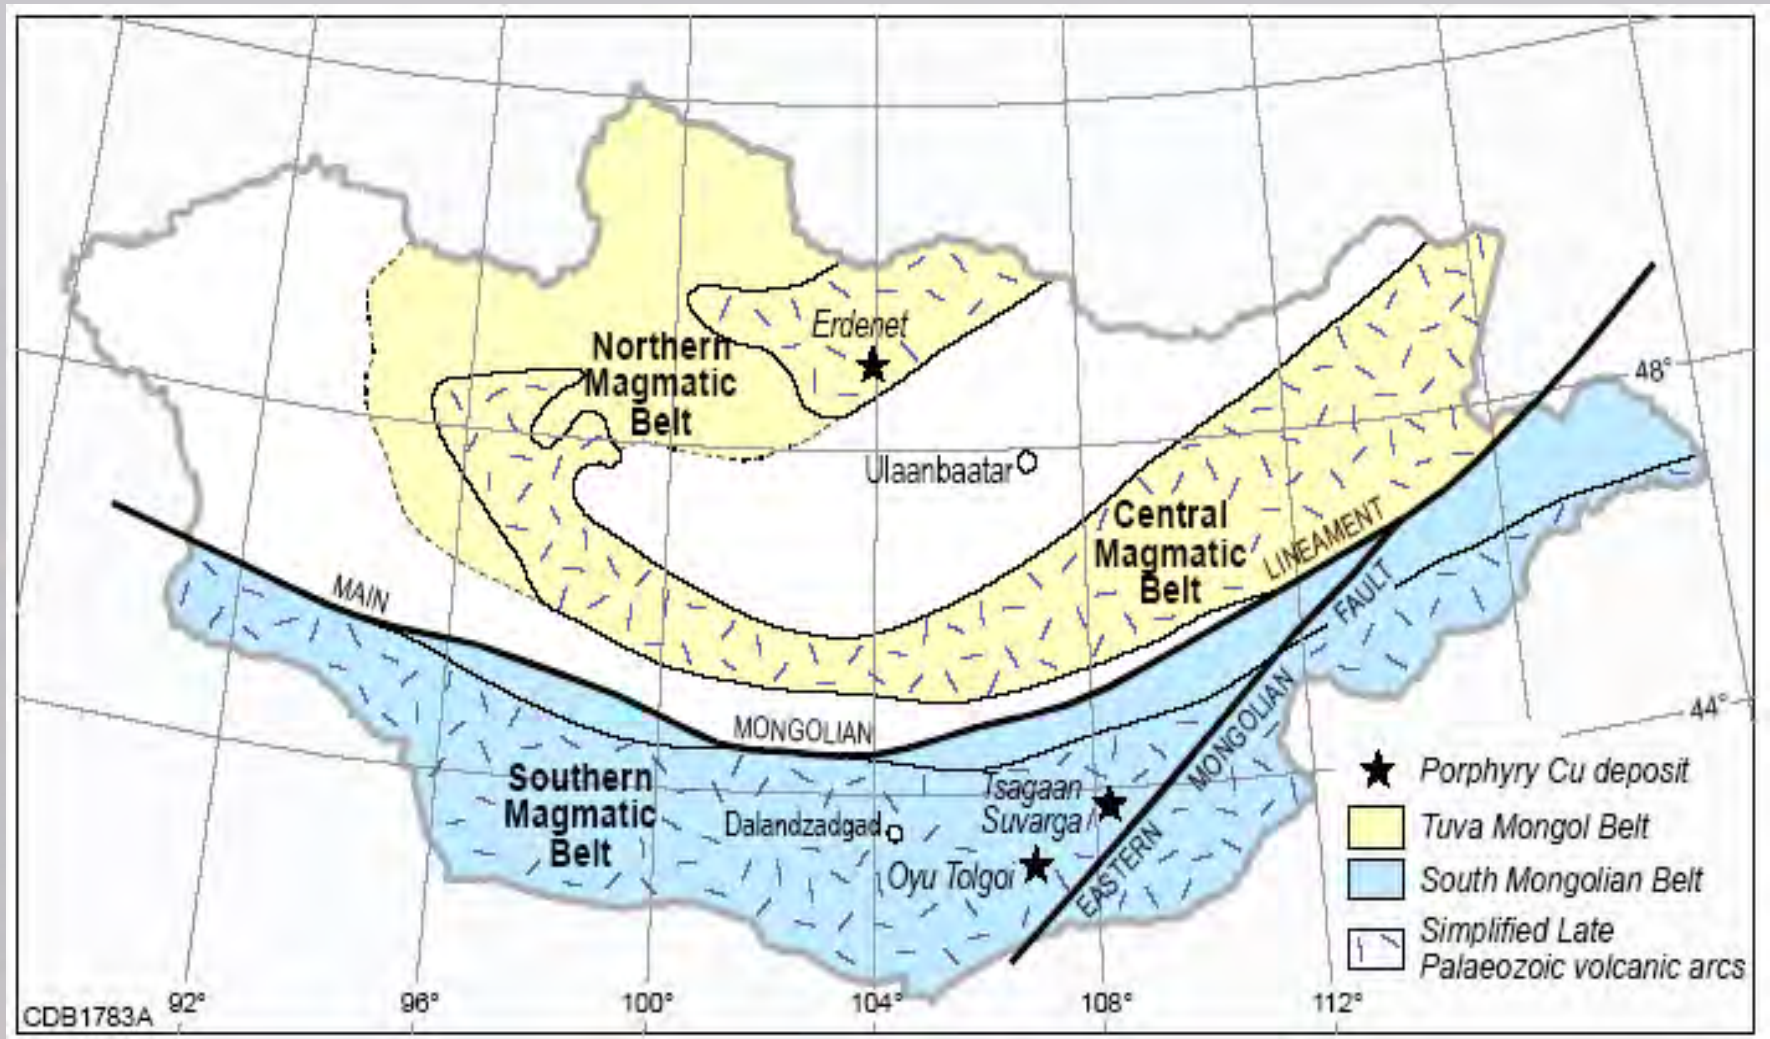 Erdenet
Northern
Magmatic
Belt
Ulaanbaatar
Central
Magmatic
Belt
MAIN
MONGOLIAN
LINEAMENT
EASTERN
MONGOLIAN
FAULT
Southern
Magmatic
Belt
Dalandzadgad
Tsagaan
Suvarga
Oyu Tolgoi
48°
44°
Porphyry Cu deposit
Tuva Mongol Belt
South Mongolian Belt
Simplified Late
Palaeozoic volcanic arcs
92°
96°
100°
104°
108°
112°
CDB1783A